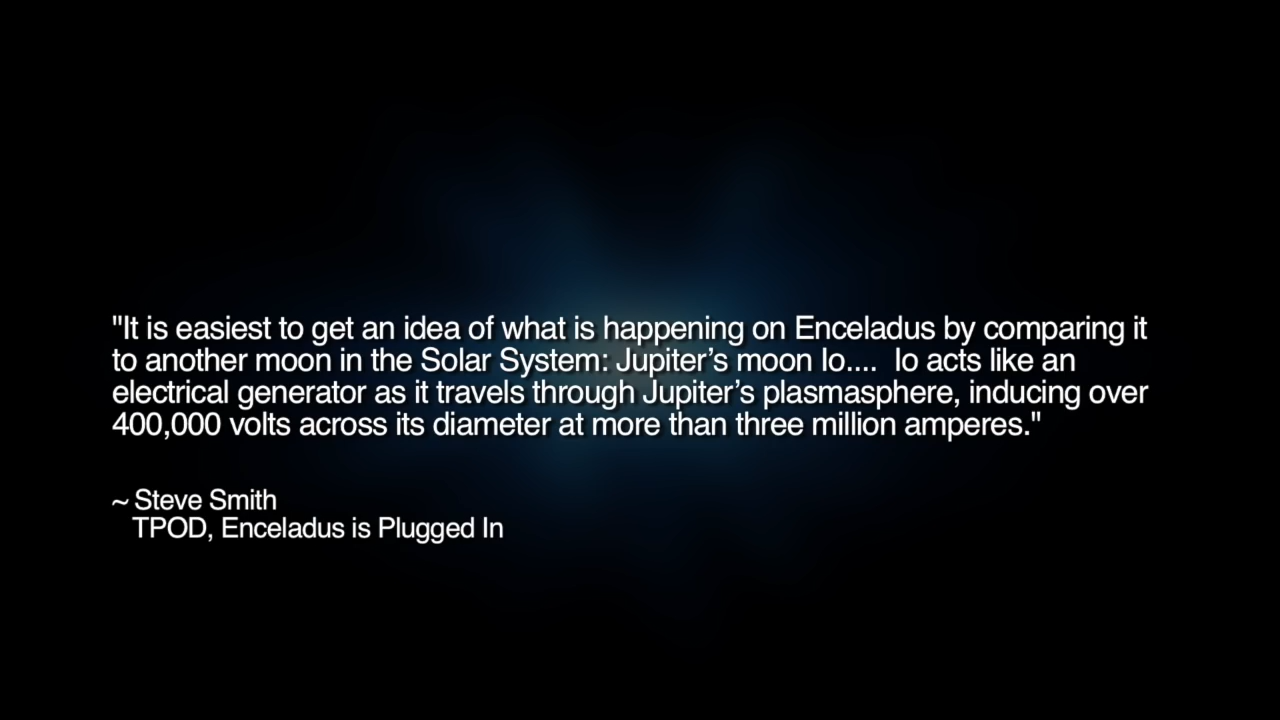 "It is easiest to get an idea of what is happening on Enceladus by comparing it
to another moon in the Solar System: Jupiter’s moon Io....  Io acts like an
electrical generator as it travels through Jupiter’s plasmasphere, inducing over
400,000 volts across its diameter at more than three million amperes."
~ Steve Smith
TPOD, Enceladus is Plugged In